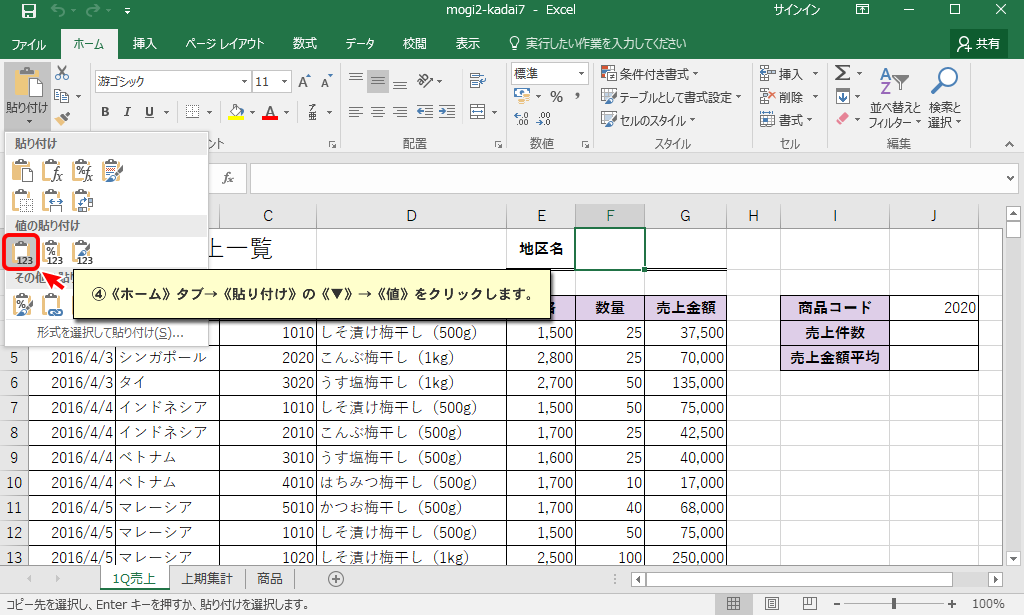 mogi2-kadai7 - Excel
サインイン
ファイル ホーム 挿入 ページ レイアウト 数式 データ 校閲 表示 実行したい作業を入力してください 共有
貼り付け
游ゴシック 11
B I U
標準
% ,
条件付き書式
テーブルとして書式設定
セルのスタイル
挿入
削除
書式
並べ替えと
フィルター
検索と
選択
ント 配置 数値 スタイル セル 編集
貼り付け
値の貼り付け
123 123 123
その他
形式を選択して貼り付け(S)...
④《ホーム》タブ→《貼り付け》の《▼》→《値》をクリックします。
fx
C D E F G H I J
上一覧 地区名
数量 売上金額 商品コード 2020
1010 しそ漬け梅干し（500g） 1,500 25 37,500 売上件数
5 2016/4/3 シンガポール 2020 こんぶ梅干し（1kg） 2,800 25 70,000 売上金額平均
6 2016/4/3 タイ 3020 うす塩梅干し（1kg） 2,700 50 135,000
7 2016/4/4 インドネシア 1010 しそ漬け梅干し（500g） 1,500 50 75,000
8 2016/4/4 インドネシア 2010 こんぶ梅干し（500g） 1,700 25 42,500
9 2016/4/4 ベトナム 3010 うす塩梅干し（500g） 1,600 25 40,000
10 2016/4/4 ベトナム 4010 はちみつ梅干し（500g） 1,700 10 17,000
11 2016/4/5 マレーシア 5010 かつお梅干し（500g） 1,700 40 68,000
12 2016/4/5 マレーシア 1010 しそ漬け梅干し（500g） 1,500 50 75,000
13 2016/4/5 マレーシア 1020 しそ漬け梅干し（1kg） 2,500 100 250,000
1Q売上 上期集計 商品
コピー先を選択し、Enter キーを押すか、貼り付けを選択します。 100%